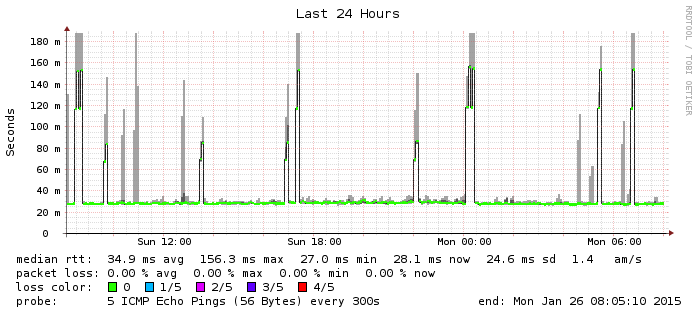 Last 24 Hours
RRDTOOL / TOBI OETIKER
Seconds
180 m
160 m
140 m
120 m
100 m
80 m
60 m
40 m
20 m
0
Sun 12:00 Sun 18:00 Mon 00:00 Mon 06:00
median rtt: 34.9 ms avg 156.3 ms max 27.0 ms min 28.1 ms now 24.6 ms sd 1.4 am/s
packet loss: 0.00 % avg 0.00 % max 0.00 % min 0.00 % now
loss color: 0 1/5 2/5 3/5 4/5
probe: 5 ICMP Echo Pings (56 Bytes) every 300s end: Mon Jan 26 08:05:10 2015